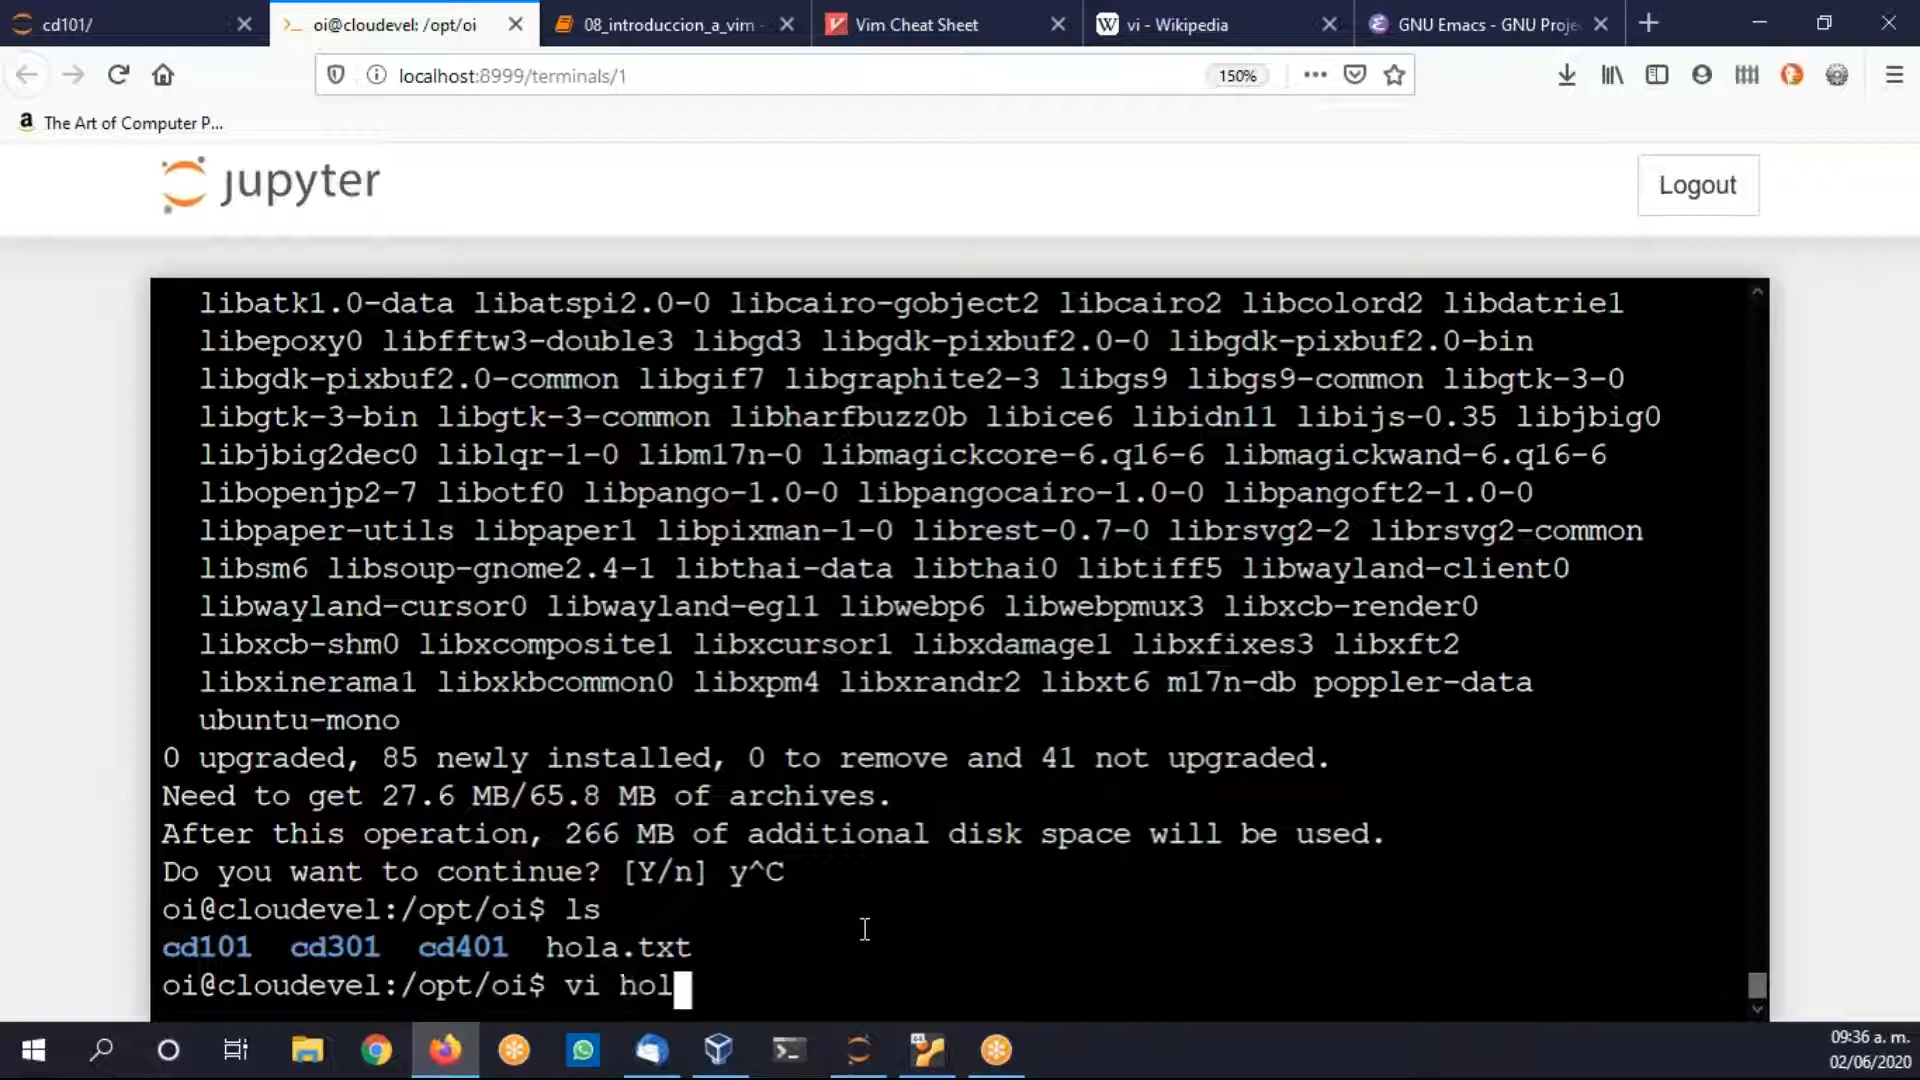 cd101/
oi@cloudevel: /opt/oi
08_introduccion_a_vim -
Vim Cheat Sheet
vi - Wikipedia
GNU Emacs - GNU Proje
localhost:8999/terminals/1
150%
The Art of Computer P...
jupyter
Logout
libatk1.0-data libatspi2.0-0 libcairo-gobject2 libcairo2 libcolord2 libdatrie1
libepoxy0 libfftw3-double3 libgd3 libgdk-pixbuf2.0-0 libgdk-pixbuf2.0-bin
libgdk-pixbuf2.0-common libgif7 libgraphite2-3 libgs9 libgs9-common libgtk-3-0
libgtk-3-bin libgtk-3-common libharfbuzz0b libice6 libidn11 libijs-0.35 libjbig0
libjbig2dec0 liblqr-1-0 libm17n-0 libmagickcore-6.q16-6 libmagickwand-6.q16-6
libopenjp2-7 libotf0 libpango-1.0-0 libpangocairo-1.0-0 libpangoft2-1.0-0
libpaper-utils libpaper1 libpixman-1-0 librest-0.7-0 librsvg2-2 librsvg2-common
libsm6 libsoup-gnome2.4-1 libthai-data libthai0 libtiff5 libwayland-client0
libwayland-cursor0 libwayland-egl1 libwebp6 libwebpmux3 libxcb-render0
libxcb-shm0 libxcomposite1 libxcursor1 libxdamage1 libxfixes3 libxft2
libxinerama1 libxkbcommon0 libxpm4 libxrandr2 libxt6 m17n-db poppler-data
ubuntu-mono
0 upgraded, 85 newly installed, 0 to remove and 41 not upgraded.
Need to get 27.6 MB/65.8 MB of archives.
After this operation, 266 MB of additional disk space will be used.
Do you want to continue? [Y/n] y^C
oi@cloudevel:/opt/oi$ ls
cd101 cd301 cd401 hola.txt
oi@cloudevel:/opt/oi$ vi hol
09:36 a. m.
02/06/2020